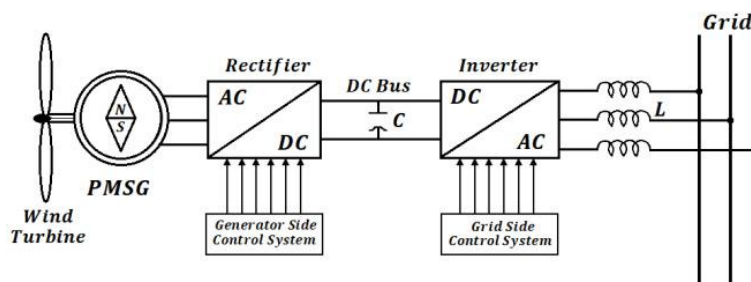 Grid
Rectifier
Inverter
DC Bus
AC
DC
C
DC
AC
L
N
S
PMSG
Wind
Turbine
Generator Side
Control System
Grid Side
Control System